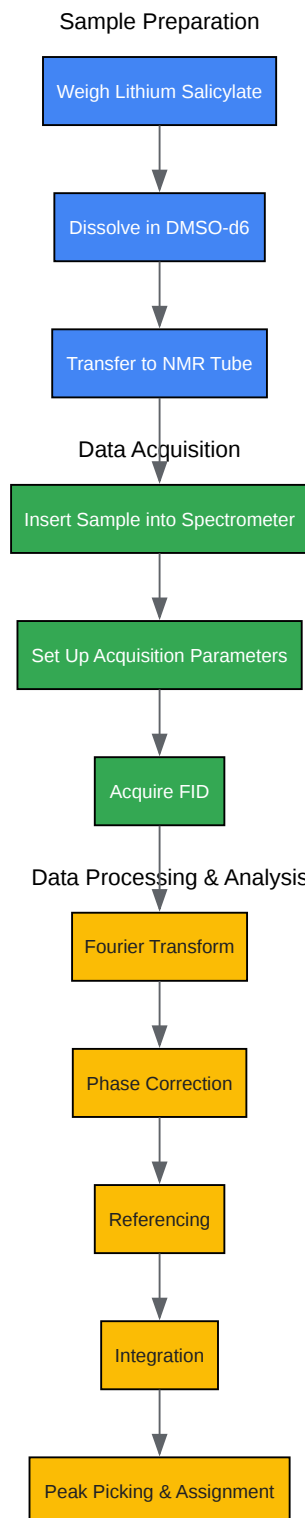 Sample Preparation
Weigh Lithium Salicylate
Dissolve in DMSO-d6
Transfer to NMR Tube
Data Acquisition
Insert Sample into Spectrometer
Set Up Acquisition Parameters
Acquire FID
Data Processing & Analysis
Fourier Transform
Phase Correction
Referencing
Integration
Peak Picking & Assignment